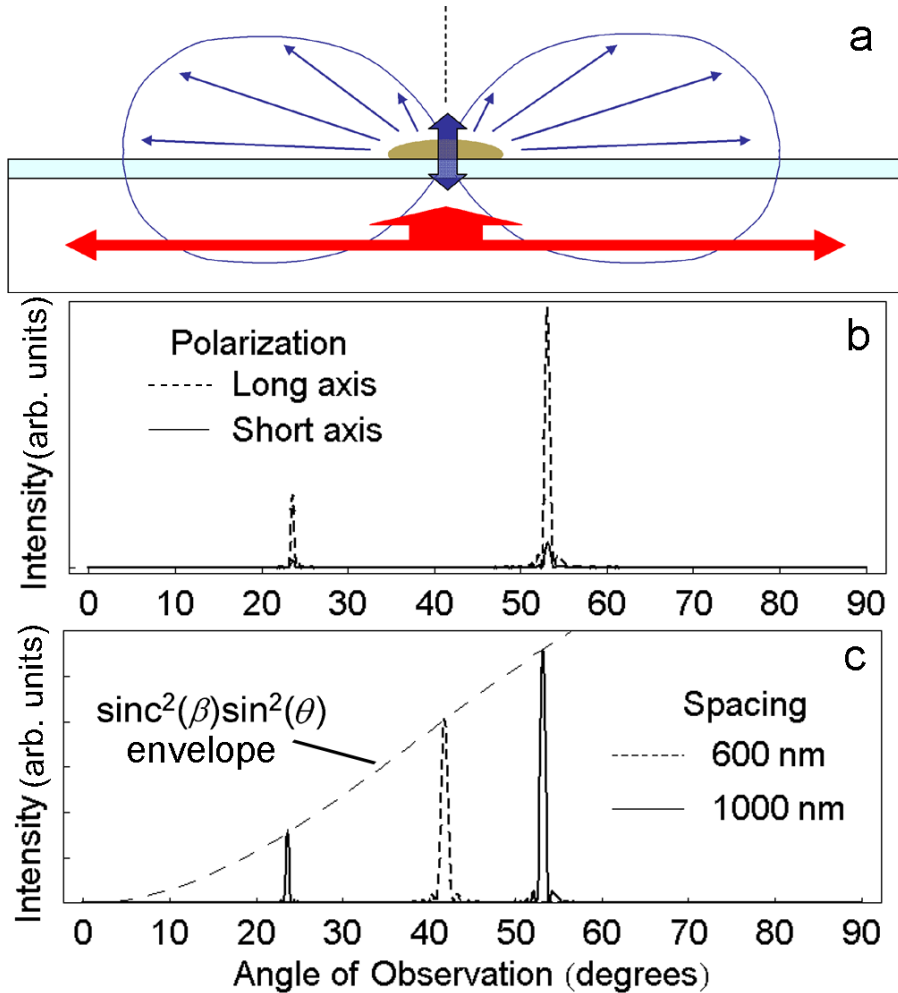 a
b
Intensity(arb. units)
Polarization
Long axis
Short axis
0 10 20 30 40 50 60 70 80 90
c
Intensity (arb. units)
sinc²(β)sin²(θ)
envelope
Spacing
600 nm
1000 nm
0 10 20 30 40 50 60 70 80 90
Angle of Observation (degrees)